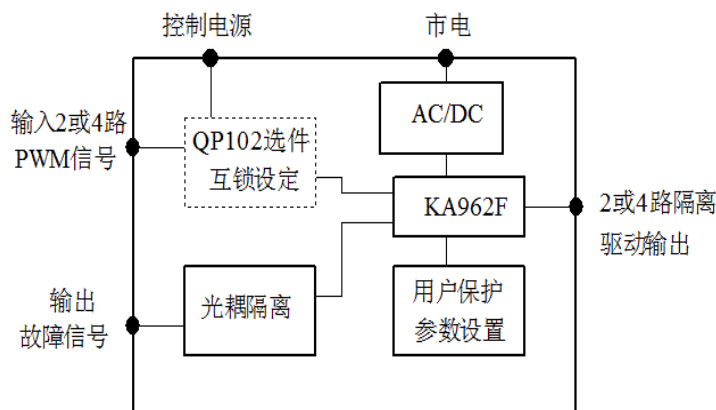 控制电源
市电
输入2或4路
PWM信号
QP102选件
互锁设定
AC/DC
KA962F
2或4路隔离
驱动输出
输出
故障信号
光耦隔离
用户保护
参数设置